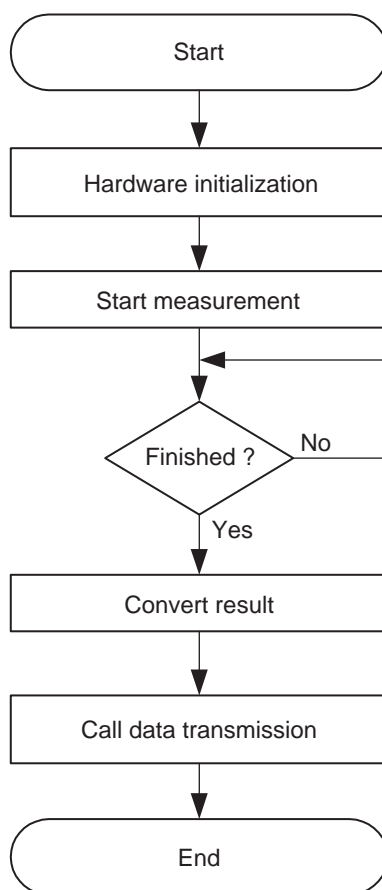 Start
Hardware initialization
Start measurement
Finished ?
No
Yes
Convert result
Call data transmission
End